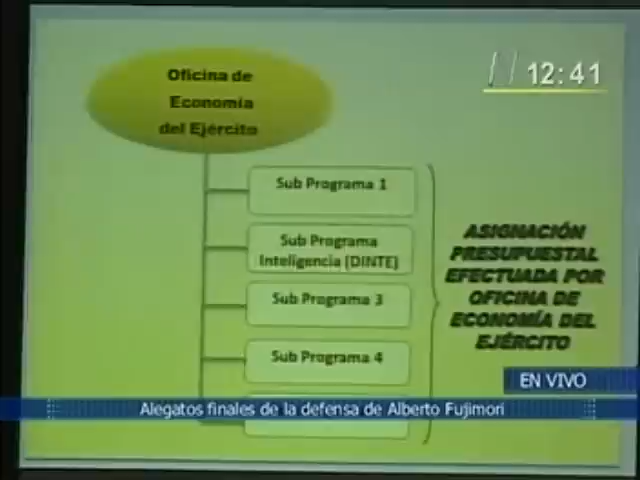 Oficina de
Economía
del Ejército
12:41
Sub Programa 1
Sub Programa
Inteligencia (DINTE)
Sub Programa 3
Sub Programa 4
ASIGNACIÓN
PRESUPUESTAL
EFECTUADA POR
OFICINA DE
ECONOMÍA DEL
EJÉRCITO
EN VIVO
Alegatos finales de la defensa de Alberto Fujimori